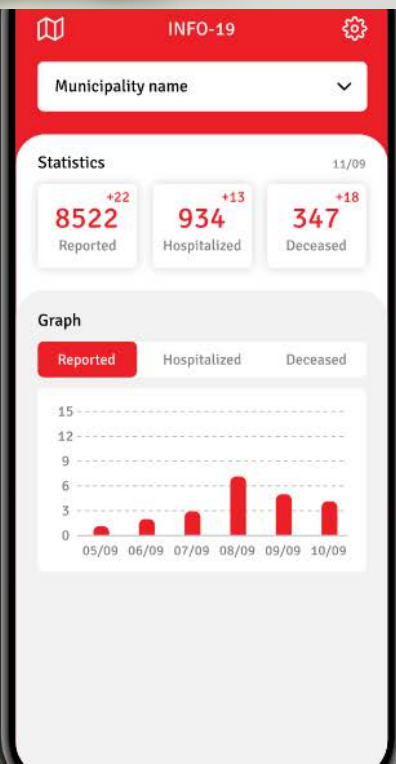 INFO-19
Municipality name
Statistics 11/09
+22 +13 +18
8522 934 347
Reported Hospitalized Deceased
Graph
Reported Hospitalized Deceased
15
12
9
6
3
0
05/09 06/09 07/09 08/09 09/09 10/09